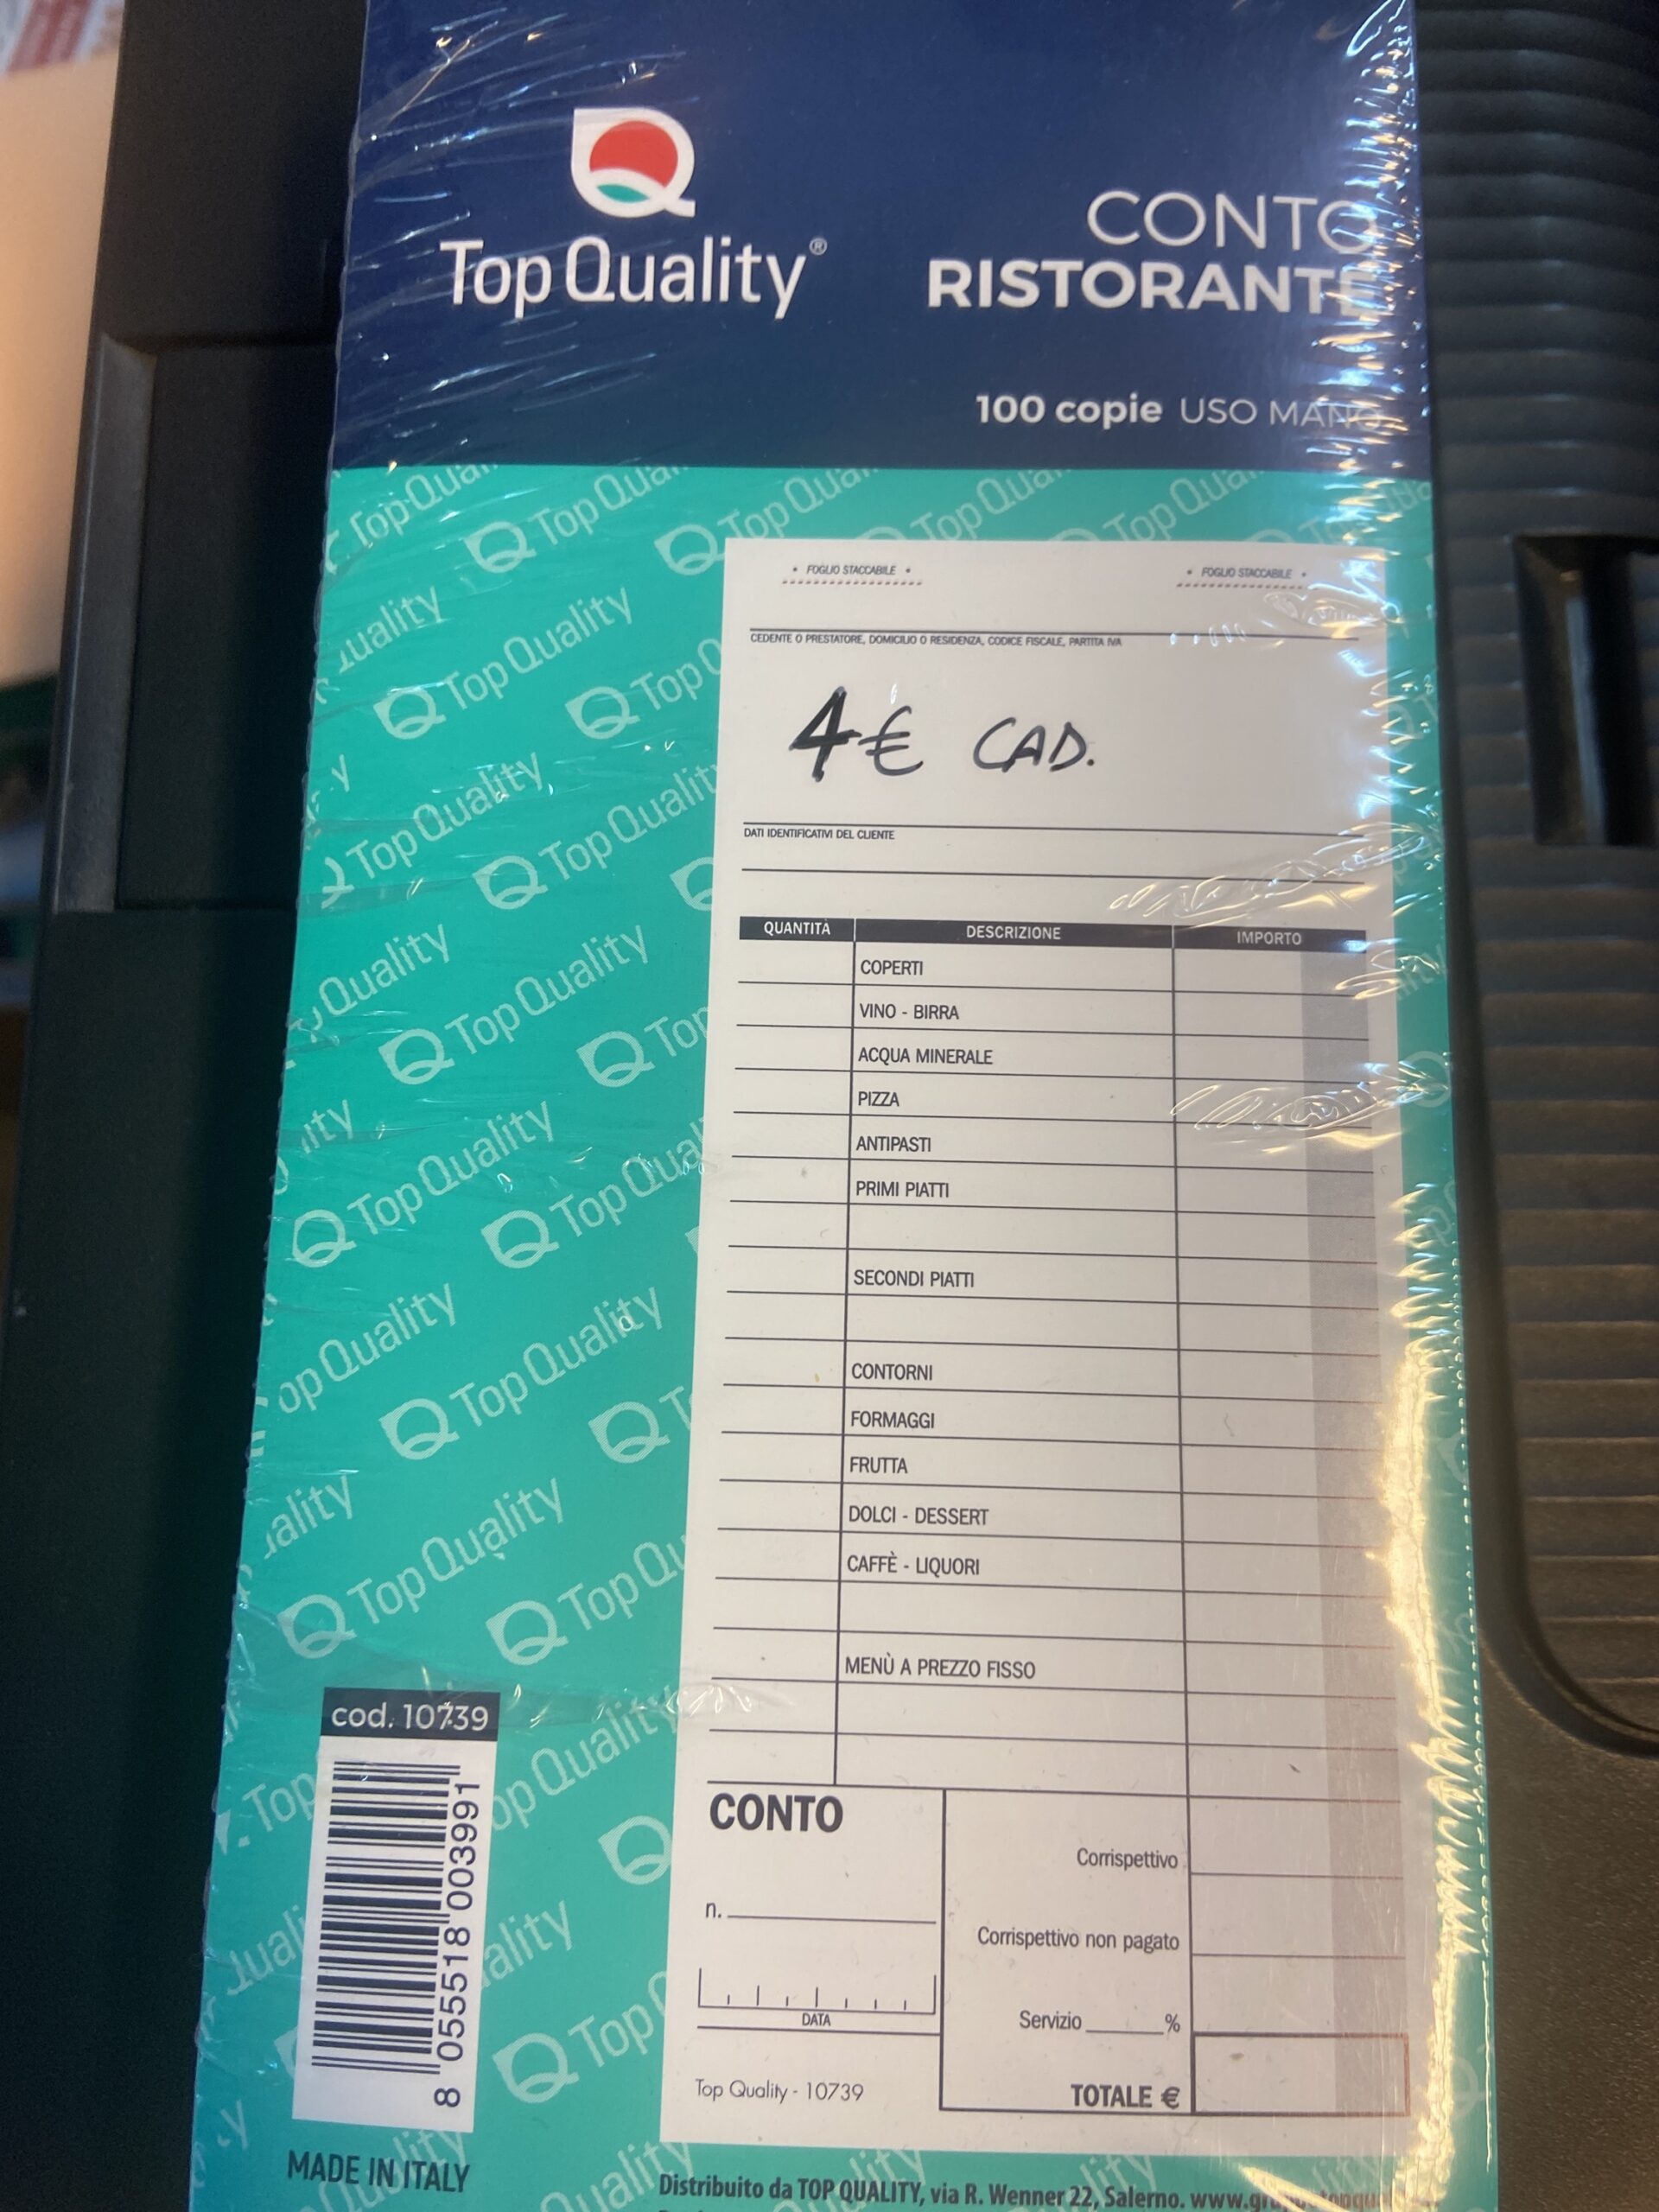 Top Quality®
CONTO
RISTORANTE
100 copie USO MANO
• FOGLIO STACCABILE •
• FOGLIO STACCABILE •
CEDENTE O PRESTATORE, DOMICILIO O RESIDENZA, CODICE FISCALE, PARTITA IVA
4€ CAD.
DATI IDENTIFICATIVI DEL CLIENTE
QUANTITÀ DESCRIZIONE IMPORTO
COPERTI
VINO - BIRRA
ACQUA MINERALE
PIZZA
ANTIPASTI
PRIMI PIATTI
SECONDI PIATTI
CONTORNI
FORMAGGI
FRUTTA
DOLCI - DESSERT
CAFFÈ - LIQUORI
MENÙ A PREZZO FISSO
CONTO
n.
DATA
Corrispettivo
Corrispettivo non pagato
Servizio ______%
TOTALE €
Top Quality - 10739
cod. 10739
8 055518 003991
MADE IN ITALY
Distribuito da TOP QUALITY, via R. Wenner 22, Salerno.